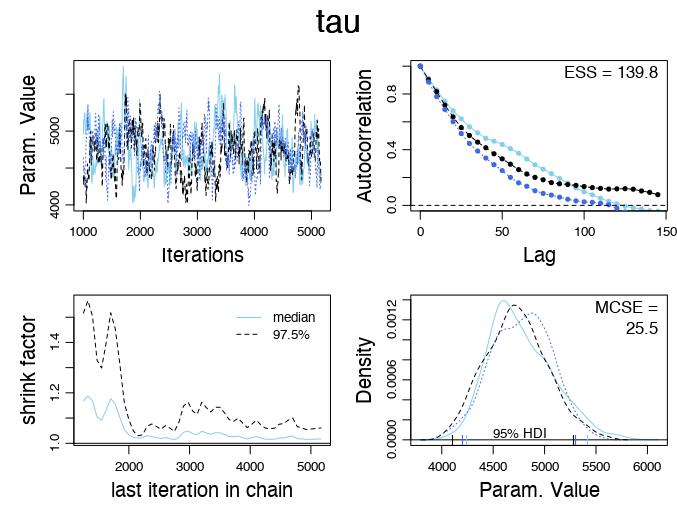 tau
Param. Value
4000
5000
1000
2000
3000
4000
5000
Iterations
Autocorrelation
0.0
0.4
0.8
ESS = 139.8
0
50
100
150
Lag
shrink factor
1.0
1.2
1.4
median
97.5%
2000
3000
4000
5000
last iteration in chain
Density
0.0000
0.0006
0.0012
MCSE =
25.5
95% HDI
4000
4500
5000
5500
6000
Param. Value